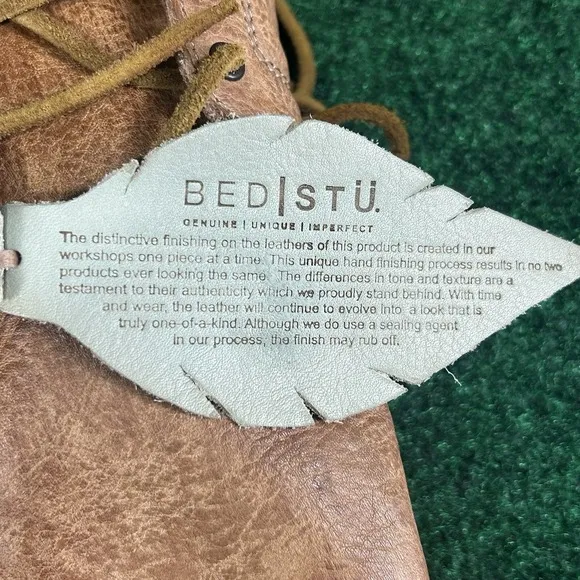 BED|STÜ.
GENUINE | UNIQUE | IMPERFECT
The distinctive finishing on the leathers of this product is created in our
workshops one piece at a time. This unique hand finishing process results in no two
products ever looking the same. The differences in tone and texture are a
testament to their authenticity which we proudly stand behind. With time
and wear, the leather will continue to evolve into a look that is
truly one-of-a-kind. Although we do use a sealing agent
in our process, the finish may rub off.